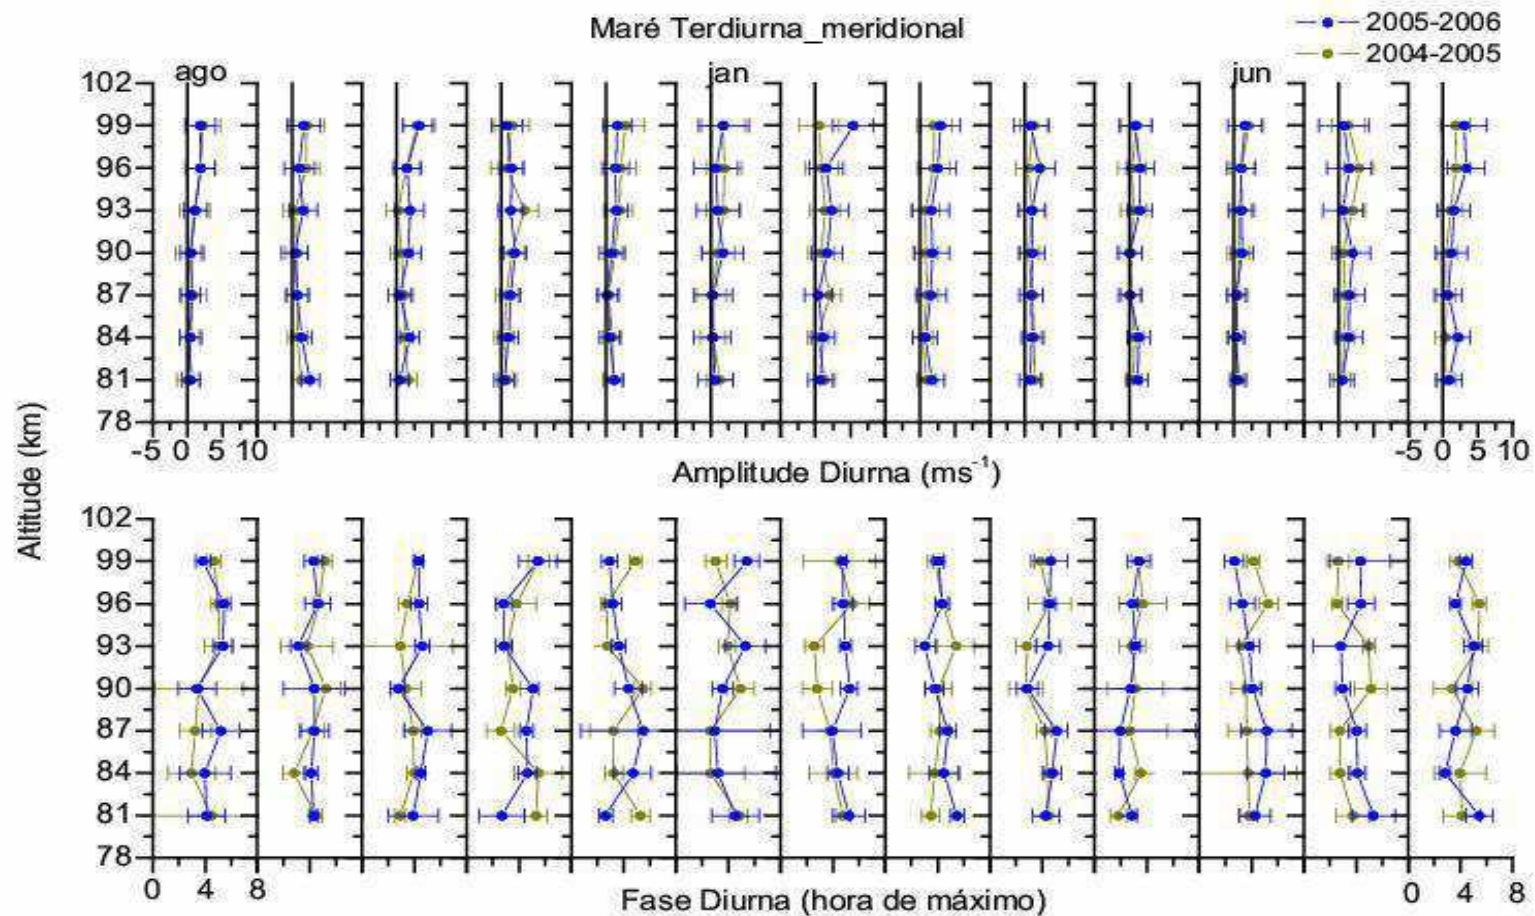 Maré Terdiurna_meridional
2005-2006
2004-2005
ago jan jun
102
99
96
93
90
87
84
81
78
-5 0 5 10 -5 0 5 10
Amplitude Diurna (ms⁻¹)
Altitude (km)
102
99
96
93
90
87
84
81
78
0 4 8 0 4 8
Fase Diurna (hora de máximo)